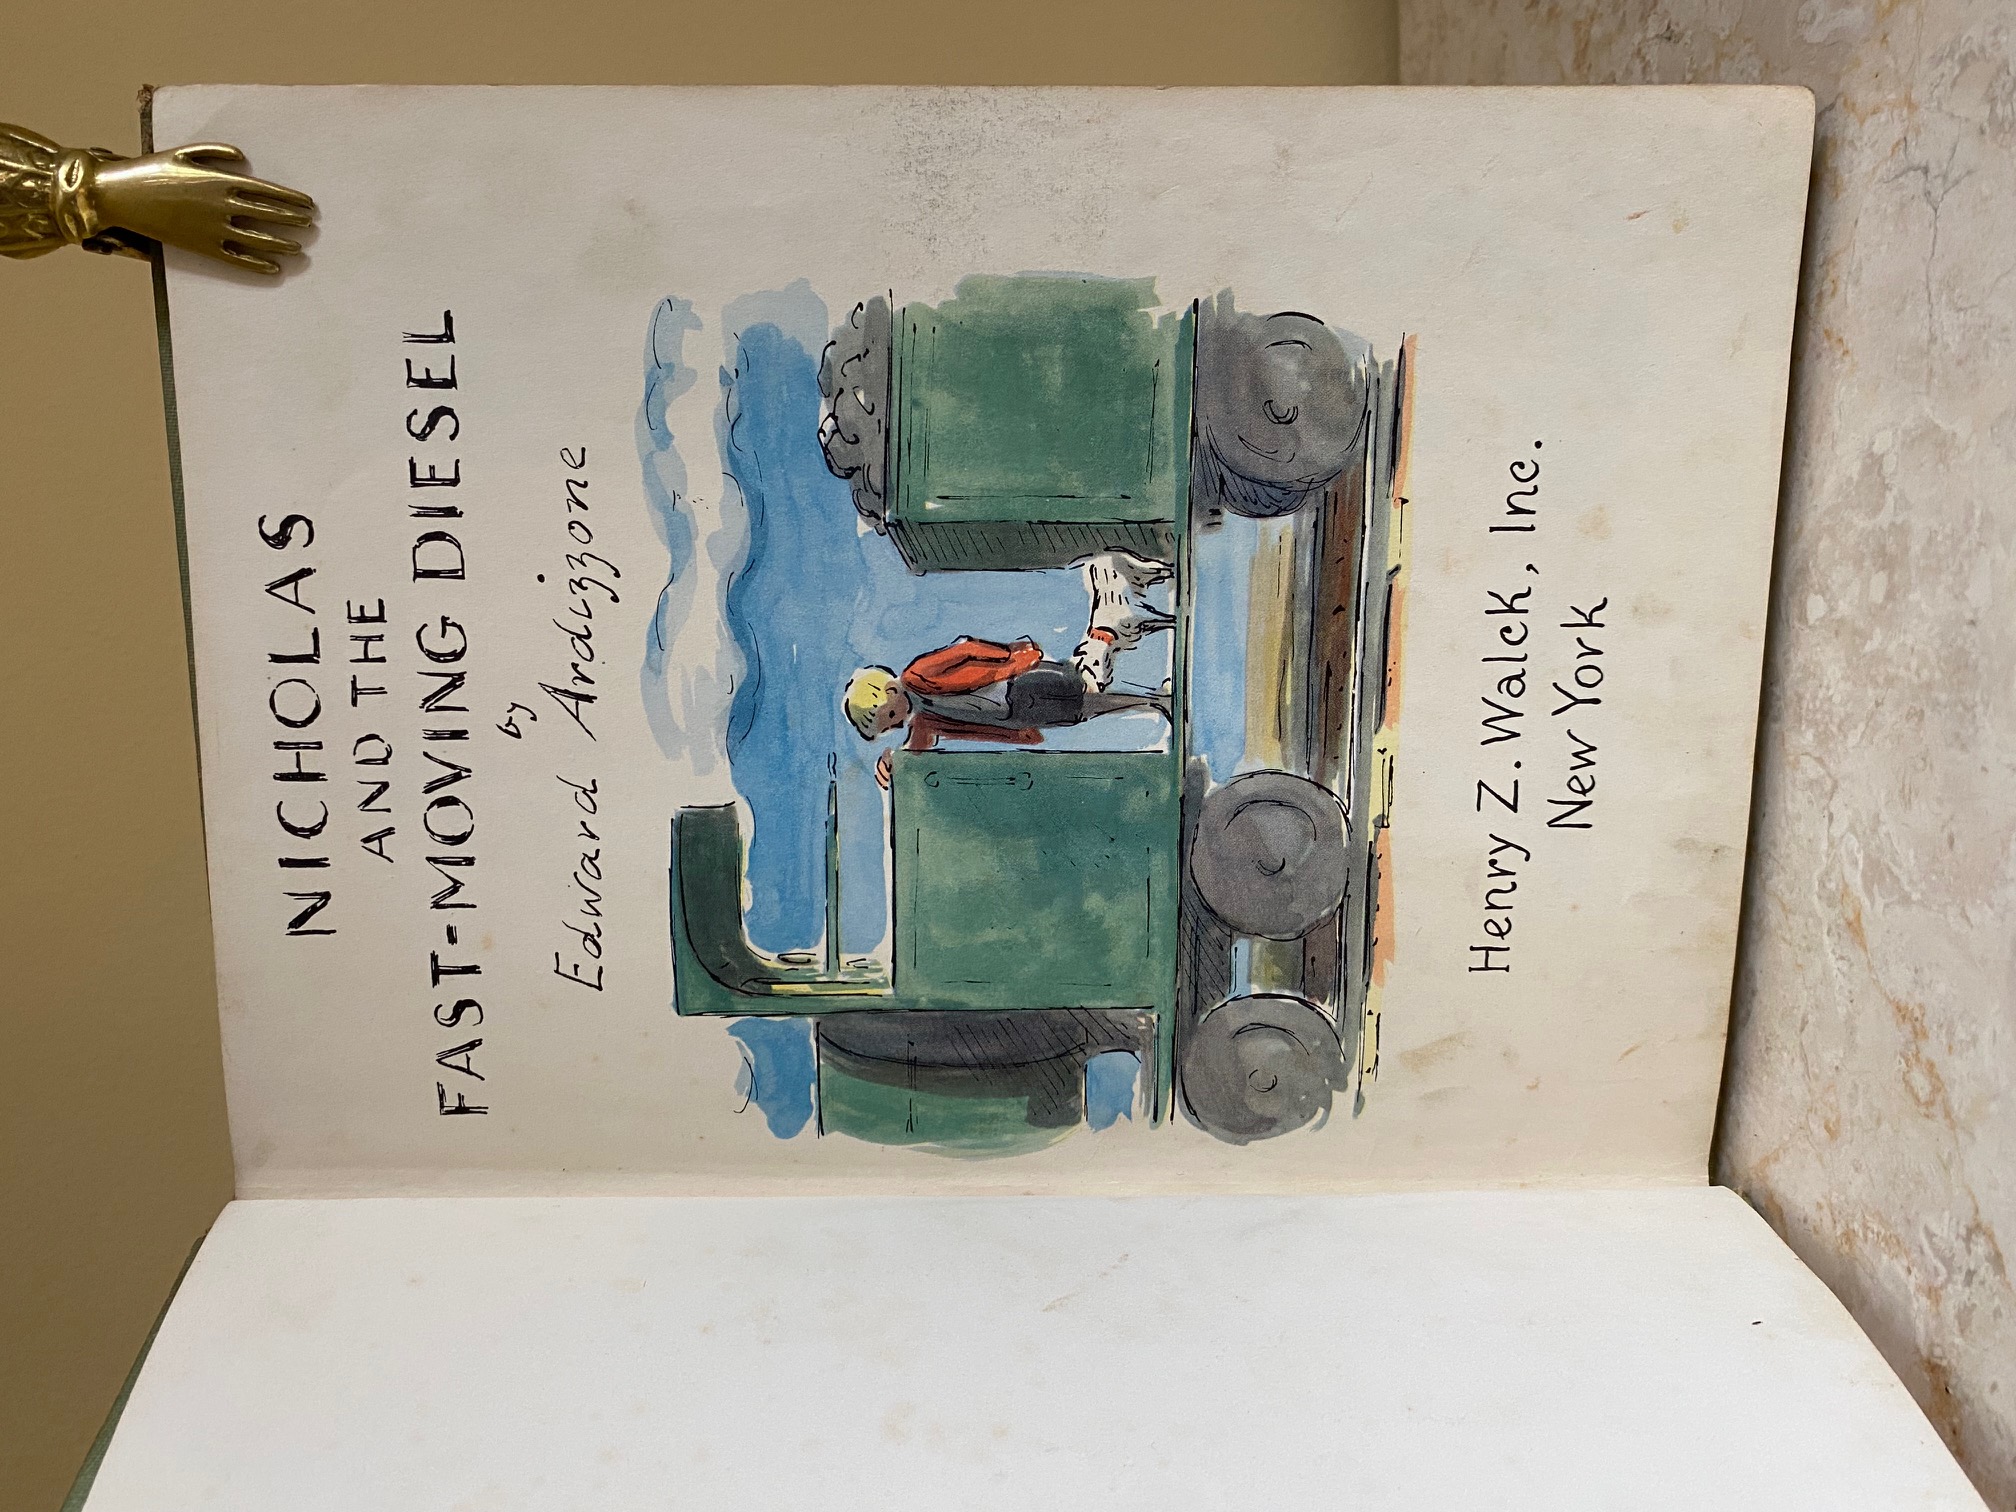 NICHOLAS
AND THE
FAST-MOVING DIESEL
by
Edward Ardizzone
Henry Z. Walck, Inc.
New York